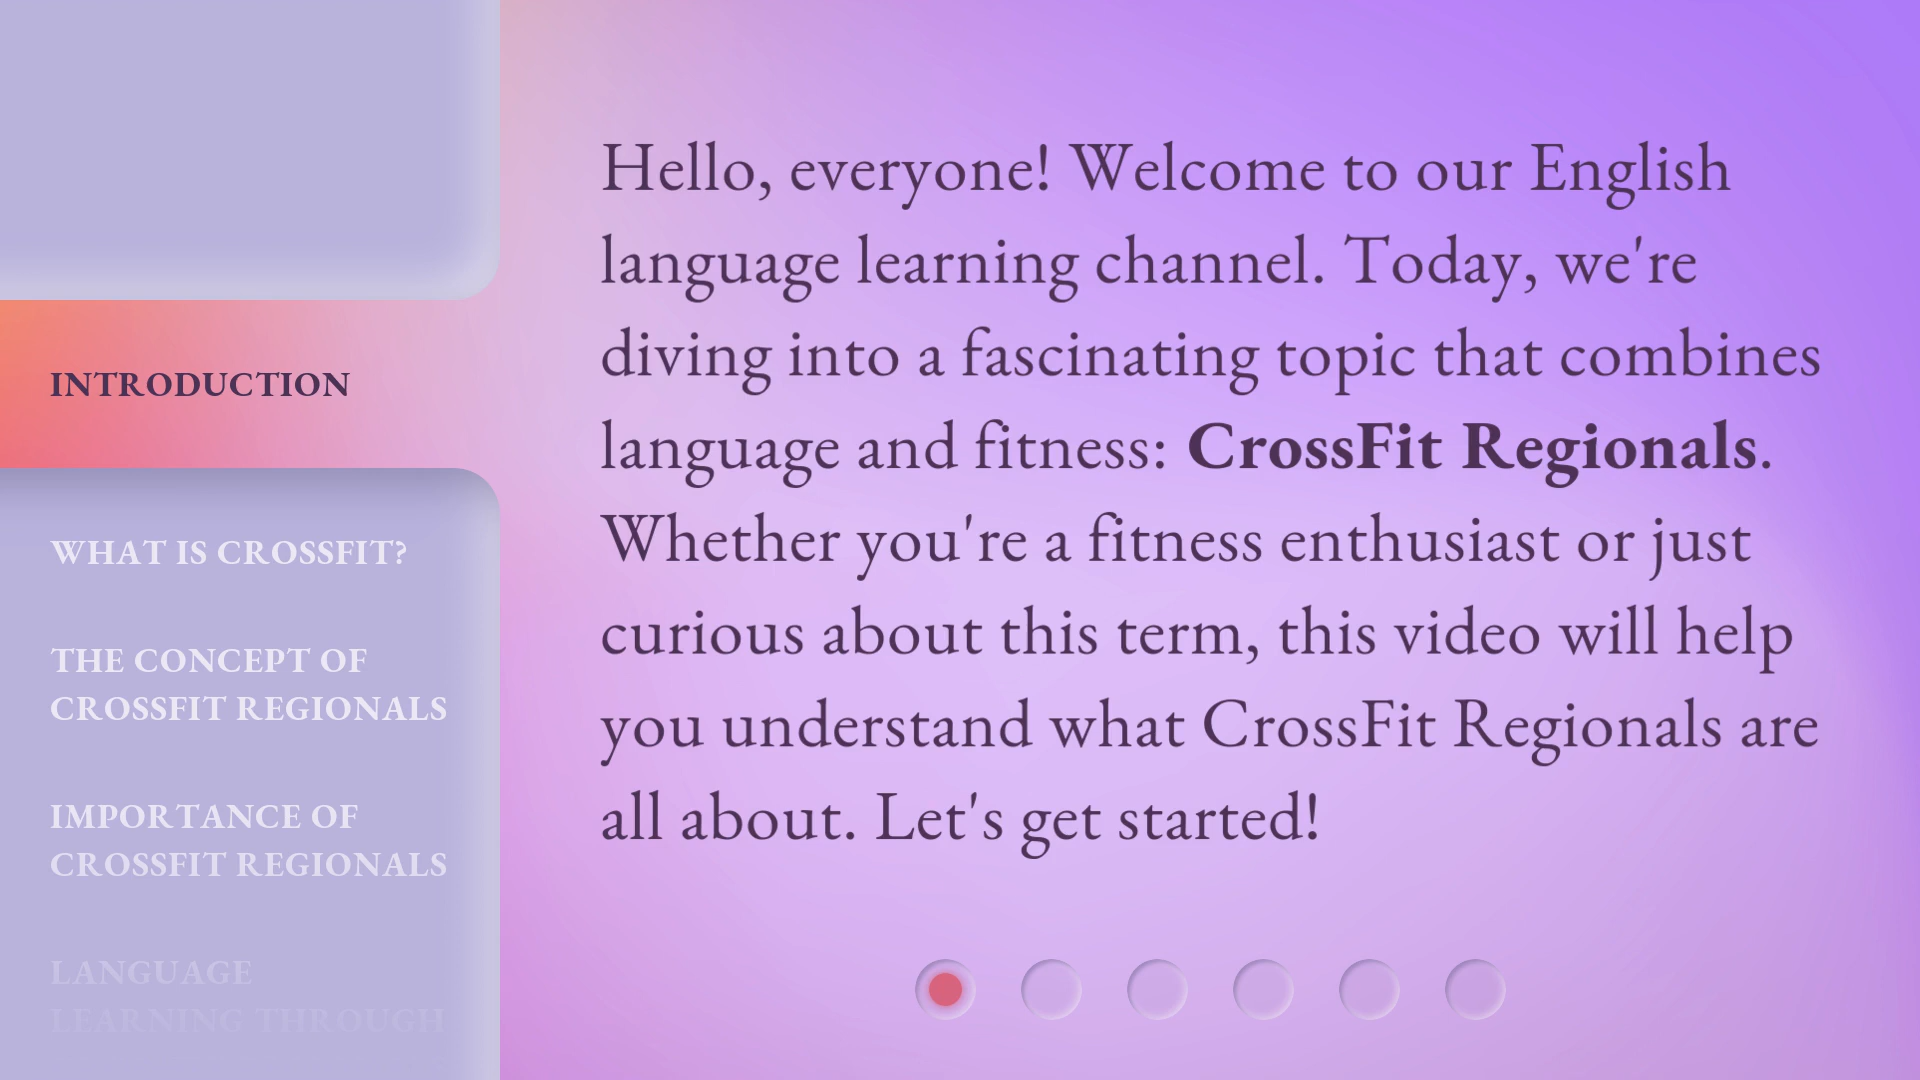 INTRODUCTION
WHAT IS CROSSFIT?
THE CONCEPT OF
CROSSFIT REGIONALS
IMPORTANCE OF
CROSSFIT REGIONALS
LANGUAGE
LEARNING THROUGH
Hello, everyone! Welcome to our English
language learning channel. Today, we're
diving into a fascinating topic that combines
language and fitness: CrossFit Regionals.
Whether you're a fitness enthusiast or just
curious about this term, this video will help
you understand what CrossFit Regionals are
all about. Let's get started!